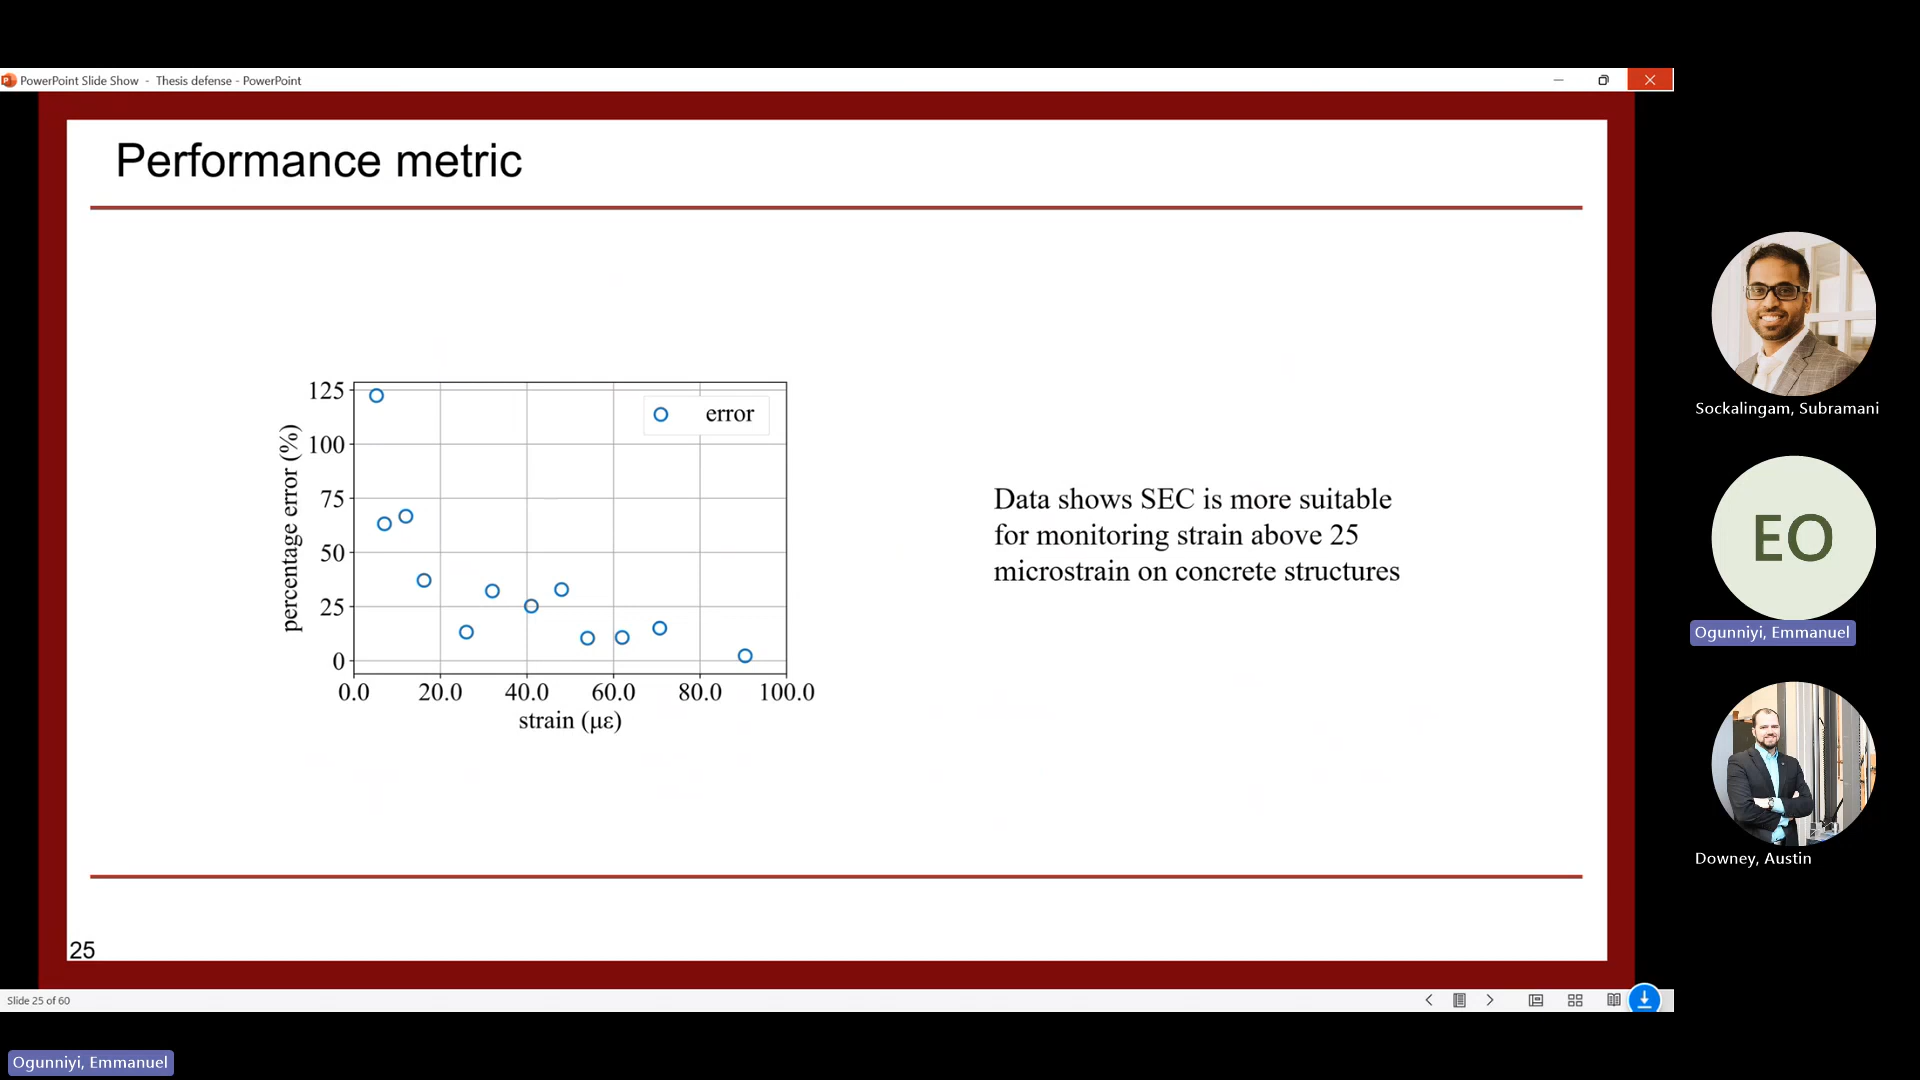 PowerPoint Slide Show - Thesis defense - PowerPoint
Performance metric
125
100
75
50
25
0
percentage error (%)
error
0.0 20.0 40.0 60.0 80.0 100.0
strain (με)
Data shows SEC is more suitable
for monitoring strain above 25
microstrain on concrete structures
25
Slide 25 of 60
Sockalingam, Subramani
EO
Ogunniyi, Emmanuel
Downey, Austin
Ogunniyi, Emmanuel